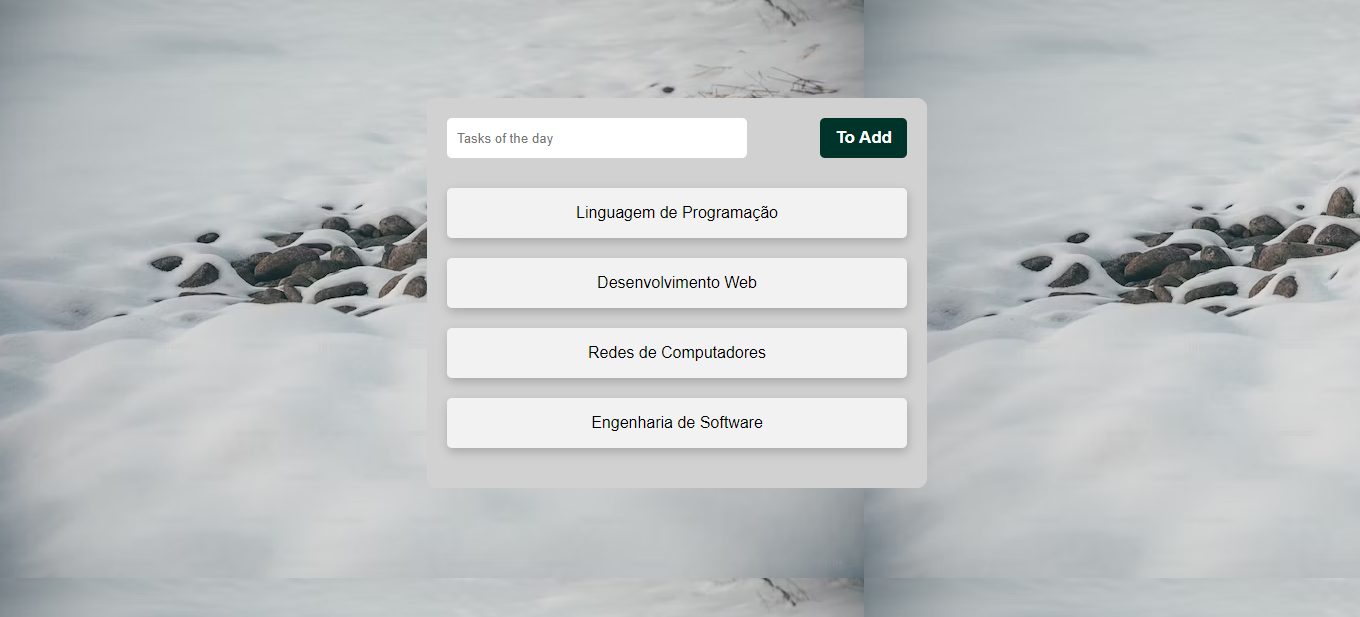 Tasks of the day
To Add
Linguagem de Programação
Desenvolvimento Web
Redes de Computadores
Engenharia de Software